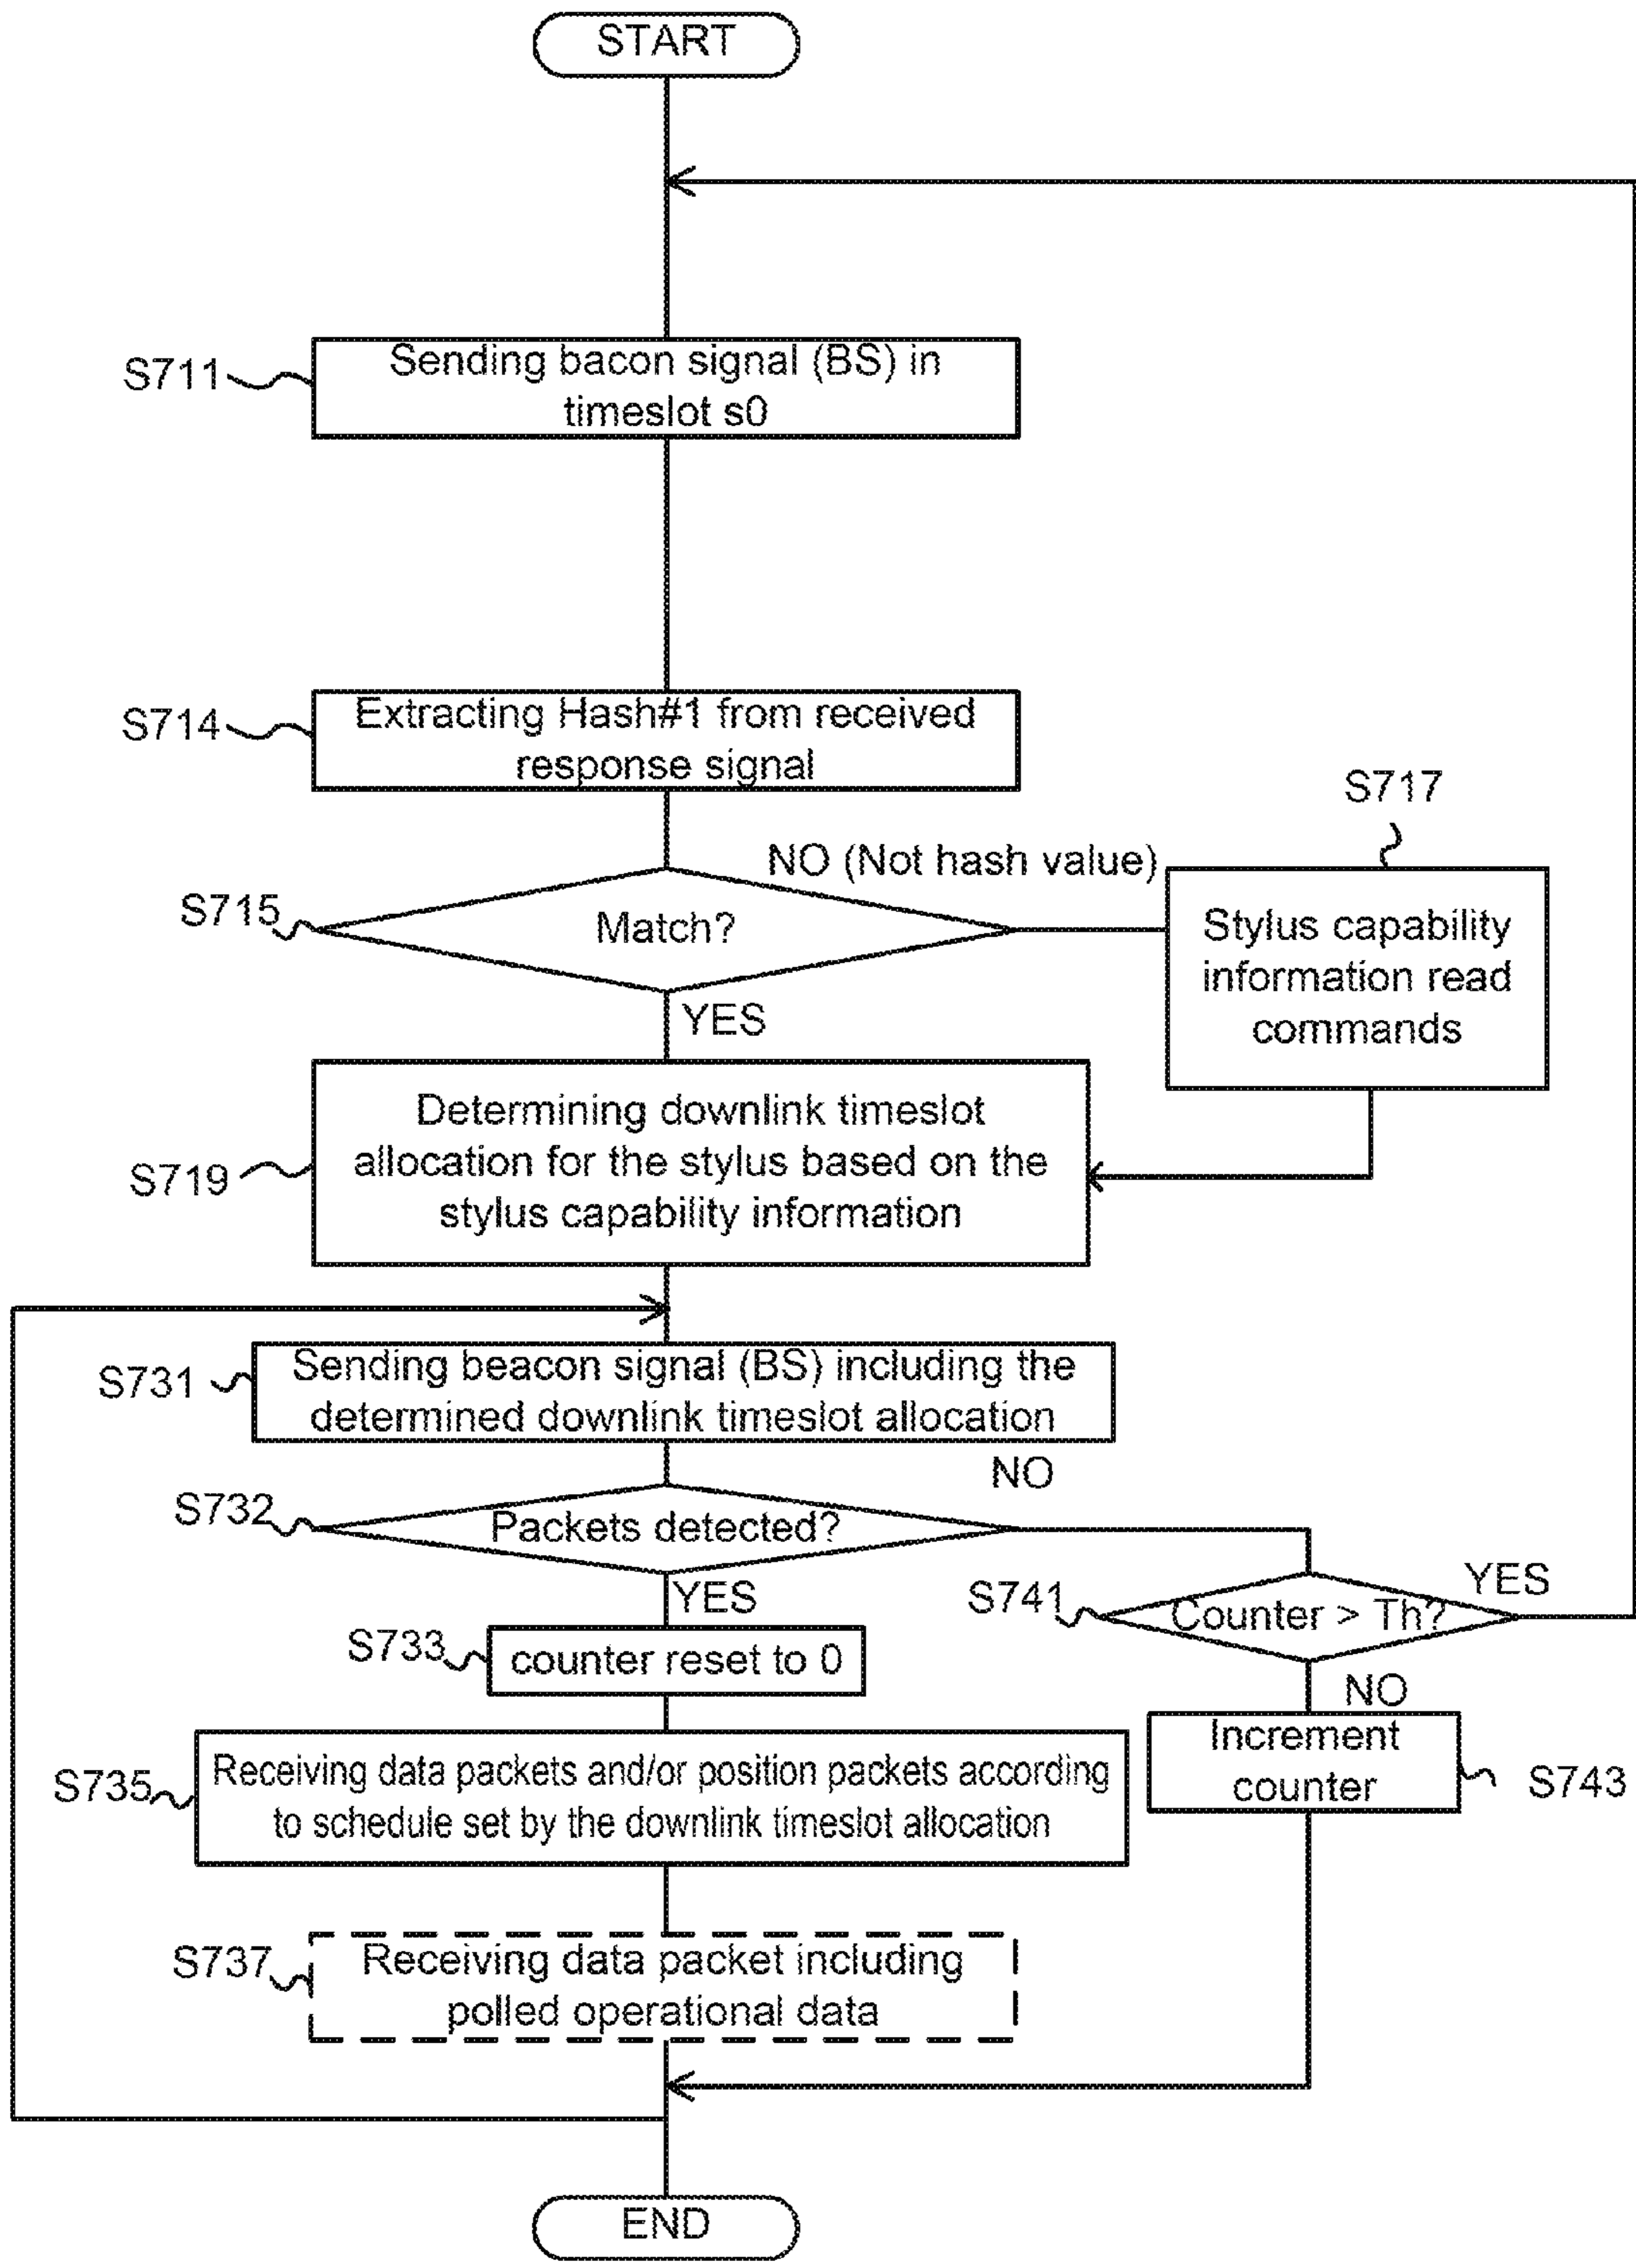 START
S711
Sending bacon signal (BS) in
timeslot s0
S714
Extracting Hash#1 from received
response signal
S717
NO (Not hash value)
S715
Match?
Stylus capability
information read
commands
YES
S719
Determining downlink timeslot
allocation for the stylus based on the
stylus capability information
S731
Sending beacon signal (BS) including the
determined downlink timeslot allocation
NO
S732
Packets detected?
YES
S741
Counter > Th?
YES
S733
counter reset to 0
NO
Increment
counter
S743
S735
Receiving data packets and/or position packets according
to schedule set by the downlink timeslot allocation
S737
Receiving data packet including
polled operational data
END